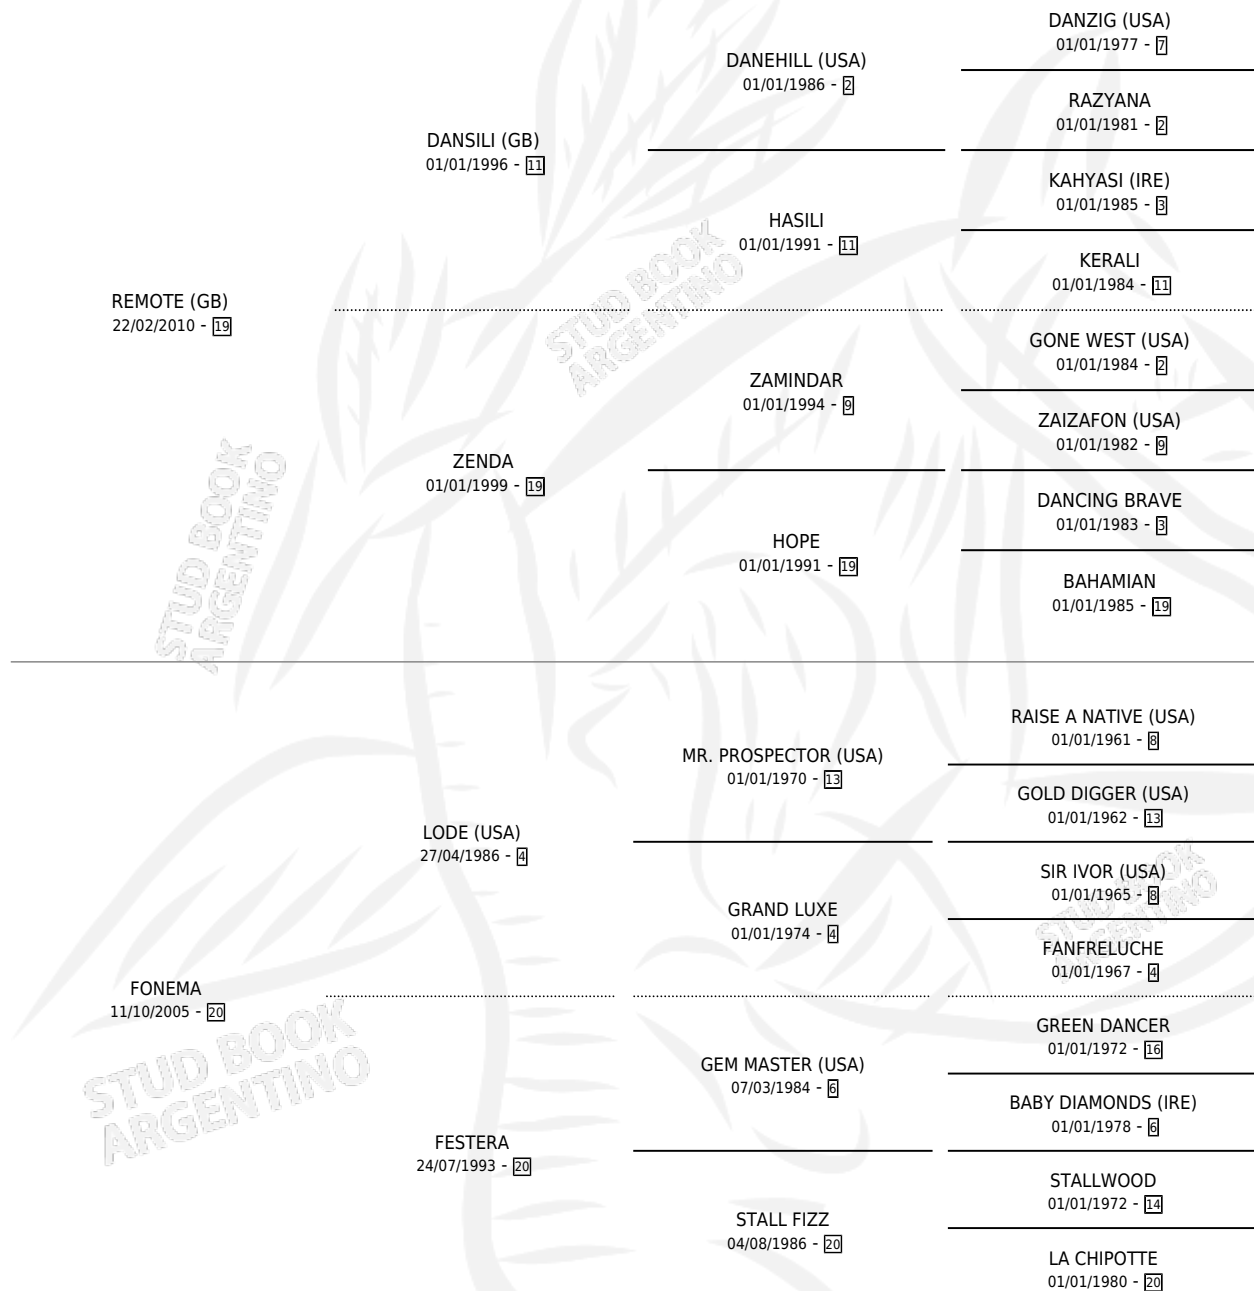 DANZIG (USA)
01/01/1977 - 7
DANEHILL (USA)
01/01/1986 - 2
RAZYANA
01/01/1981 - 2
DANSILI (GB)
01/01/1996 - 11
KAHYASI (IRE)
01/01/1985 - 3
HASILI
01/01/1991 - 11
KERALI
01/01/1984 - 11
REMOTE (GB)
22/02/2010 - 19
GONE WEST (USA)
01/01/1984 - 2
ZAMINDAR
01/01/1994 - 9
ZAIZAFON (USA)
01/01/1982 - 9
ZENDA
01/01/1999 - 19
DANCING BRAVE
01/01/1983 - 3
HOPE
01/01/1991 - 19
BAHAMIAN
01/01/1985 - 19
STUD BOOK
ARGENTINO
STUD BOOK
ARGENTINO
RAISE A NATIVE (USA)
01/01/1961 - 8
MR. PROSPECTOR (USA)
01/01/1970 - 13
GOLD DIGGER (USA)
01/01/1962 - 13
LODE (USA)
27/04/1986 - 4
SIR IVOR (USA)
01/01/1965 - 8
GRAND LUXE
01/01/1974 - 4
FANFRELUCHE
01/01/1967 - 4
FONEMA
11/10/2005 - 20
GREEN DANCER
01/01/1972 - 16
GEM MASTER (USA)
07/03/1984 - 6
BABY DIAMONDS (IRE)
01/01/1978 - 6
FESTERA
24/07/1993 - 20
STALLWOOD
01/01/1972 - 14
STALL FIZZ
04/08/1986 - 20
LA CHIPOTTE
01/01/1980 - 20
STUD BOOK
ARGENTINO
STUD BOOK
ARGENTINO